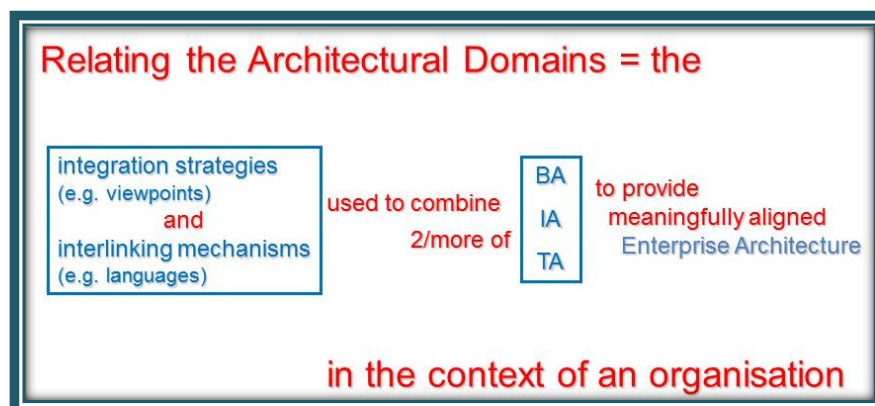 Relating the Architectural Domains = the
integration strategies
(e.g. viewpoints)
and
interlinking mechanisms
(e.g. languages)
used to combine
2/more of
BA
IA
TA
to provide
meaningfully aligned
Enterprise Architecture
in the context of an organisation